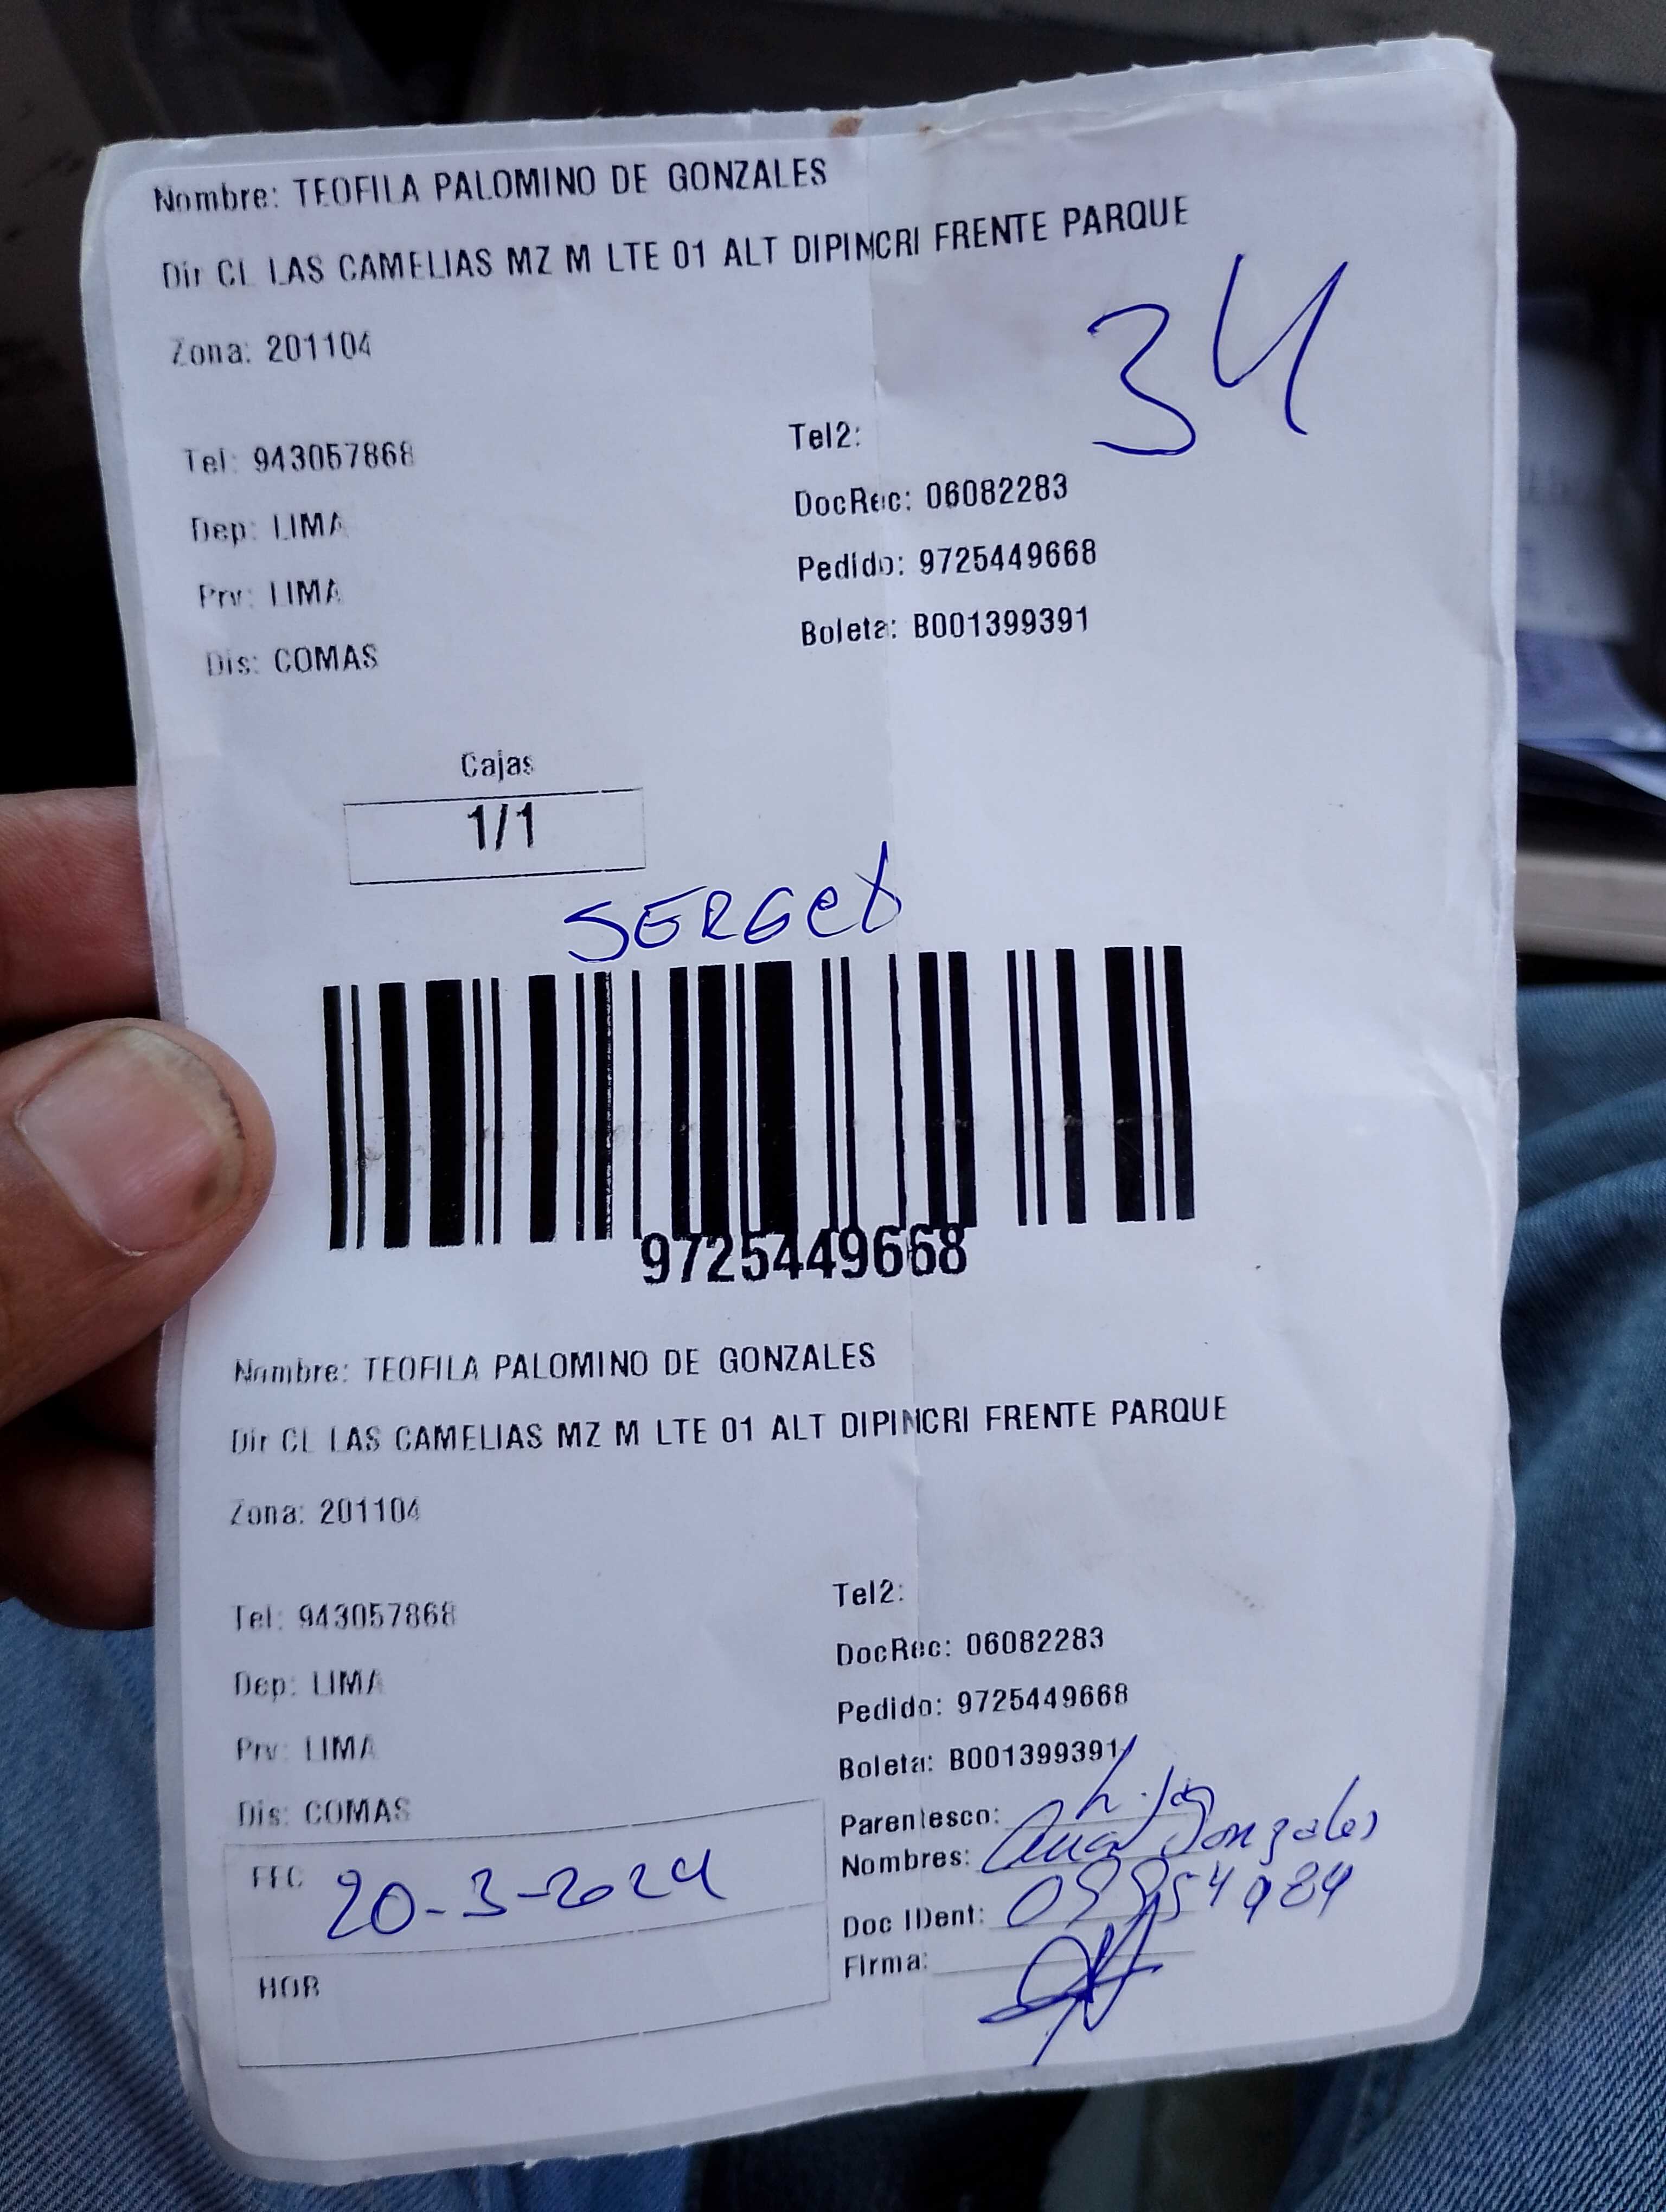 Nombre: TEOFILA PALOMINO DE GONZALES
Dir CL LAS CAMELIAS MZ M LTE 01 ALT DIPINCRI FRENTE PARQUE
34
Zona: 201104
Tel: 943057868
Tel2:
Dep: LIMA
DocRec: 06082283
Prv: LIMA
Pedido: 9725449668
Dis: COMAS
Boleta: B001399391
Cajas
1/1
9725449668
Nombre: TEOFILA PALOMINO DE GONZALES
Dir CL LAS CAMELIAS MZ M LTE 01 ALT DIPINCRI FRENTE PARQUE
Zona: 201104
Tel: 943057868
Tel2:
Dep: LIMA
DocRec: 06082283
Prv: LIMA
Pedido: 9725449668
Dis: COMAS
Boleta: B001399391
Parentesco: hija
FEC 20-3-2024
Nombres: Ana Gonzales
Doc IDent:
HOR
Firma: